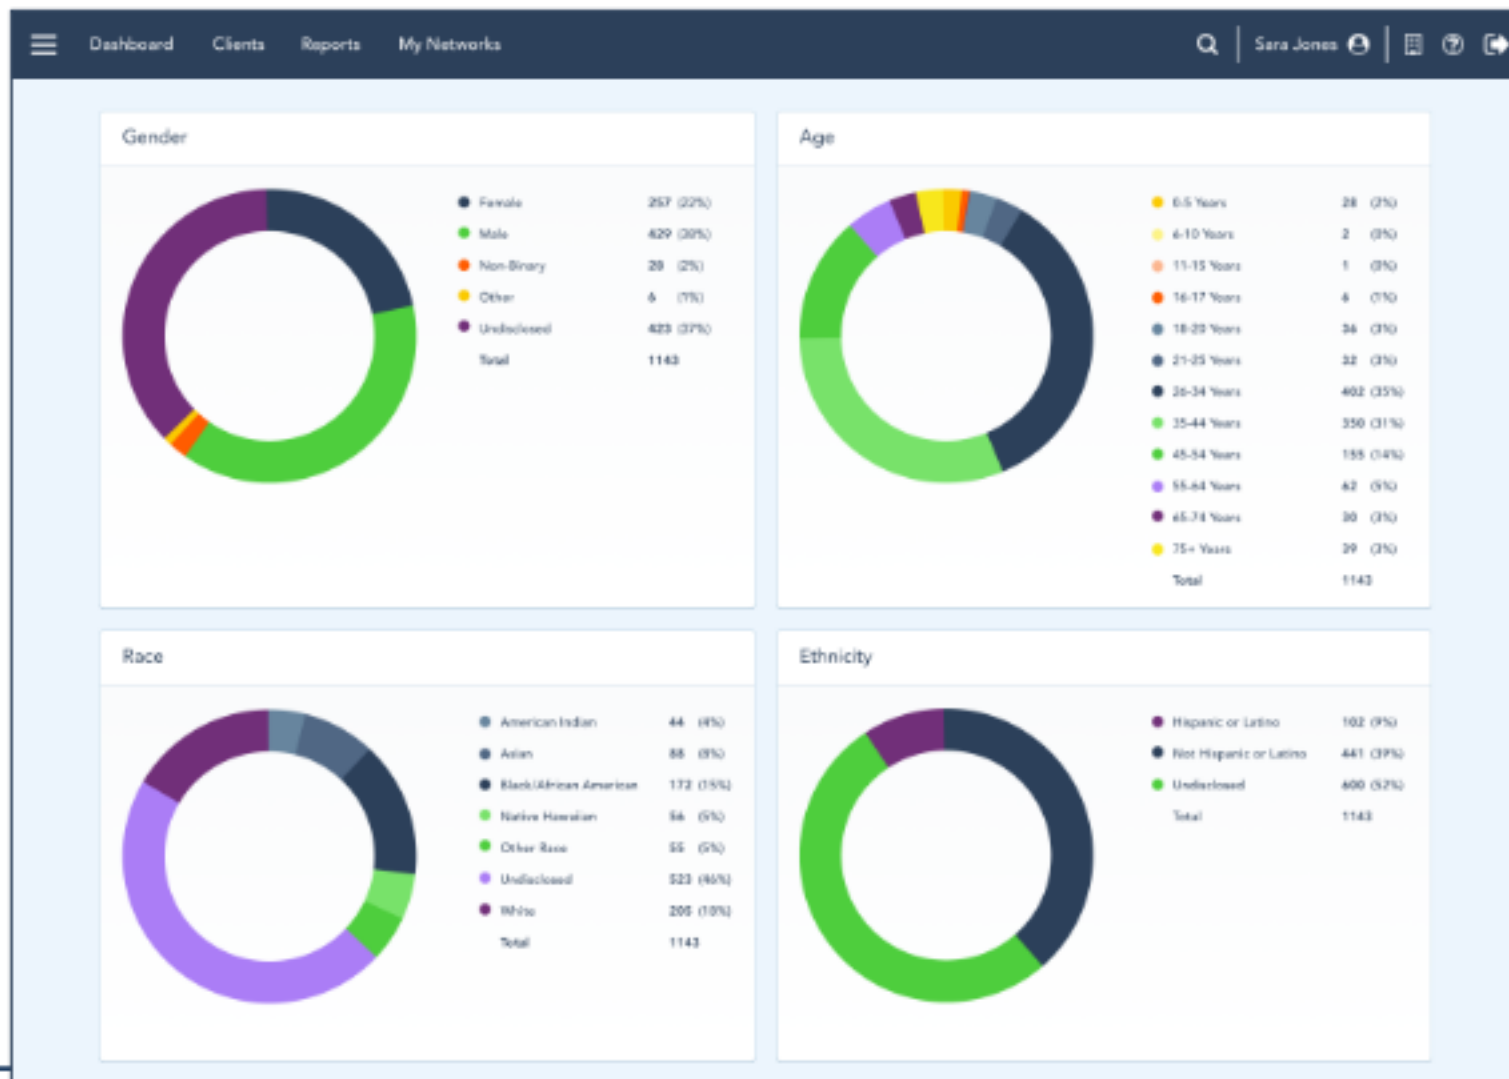 Dashboard Clients Reports My Networks Sara Jones
Gender
Female 257 (22%)
Male 429 (38%)
Non-Binary 28 (2%)
Other 6 (1%)
Undisclosed 423 (37%)
Total 1143
Age
0-5 Years 28 (2%)
6-10 Years 2 (0%)
11-15 Years 1 (0%)
16-17 Years 6 (1%)
18-20 Years 36 (3%)
21-25 Years 32 (3%)
26-34 Years 402 (35%)
35-44 Years 350 (31%)
45-54 Years 155 (14%)
55-64 Years 62 (5%)
65-74 Years 30 (3%)
75+ Years 39 (3%)
Total 1143
Race
American Indian 44 (4%)
Asian 88 (8%)
Black/African American 172 (15%)
Native Hawaiian 56 (5%)
Other Race 55 (5%)
Undisclosed 523 (46%)
White 205 (18%)
Total 1143
Ethnicity
Hispanic or Latino 102 (9%)
Not Hispanic or Latino 441 (39%)
Undisclosed 600 (52%)
Total 1143